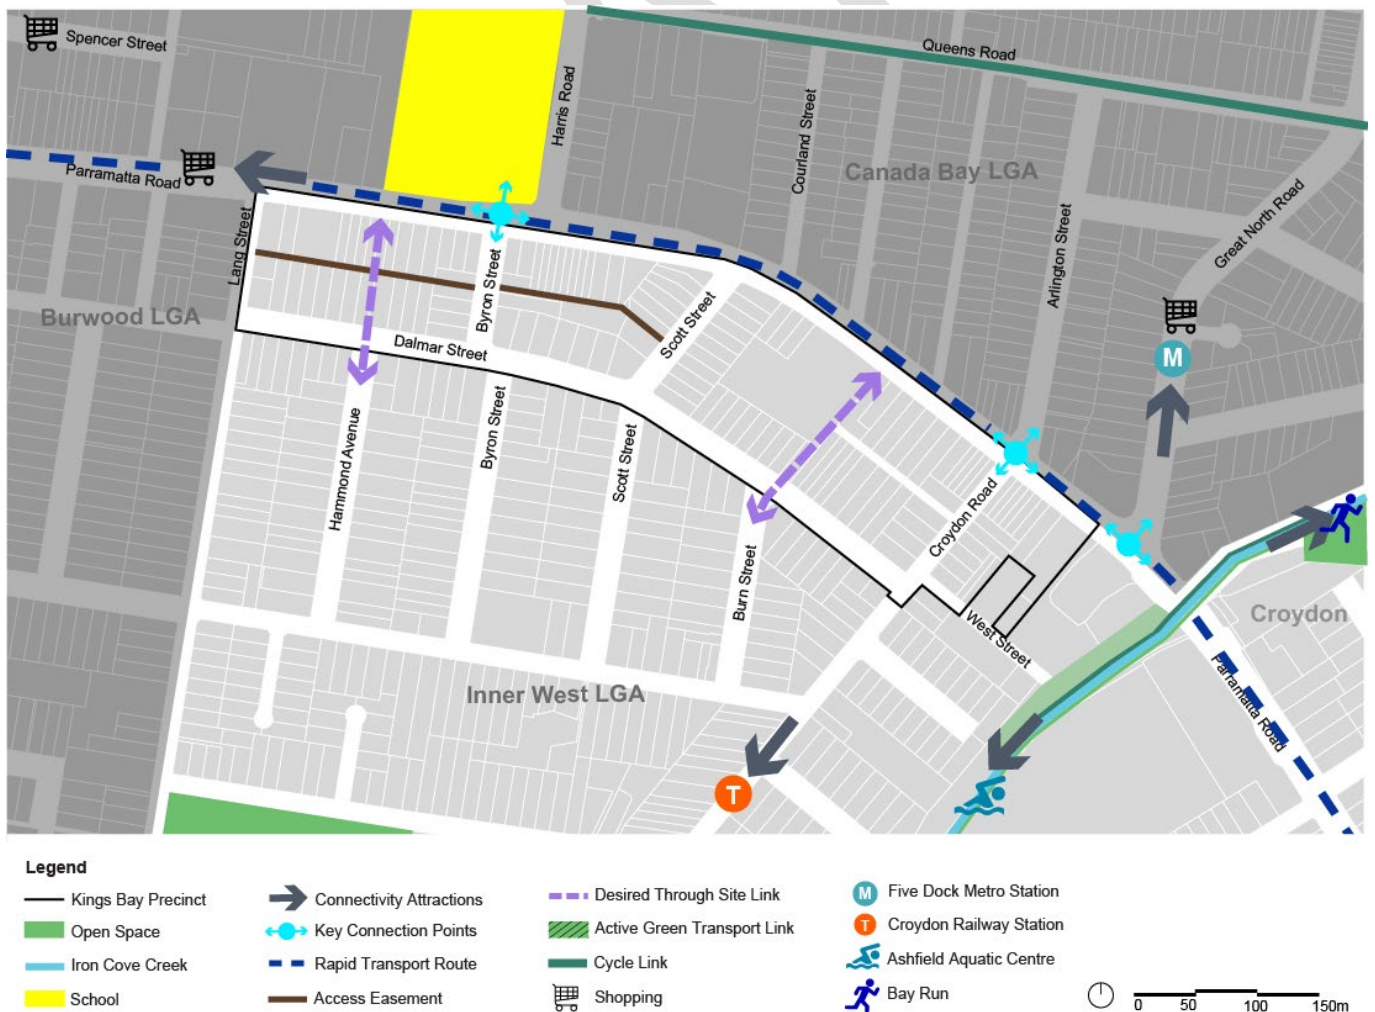 Spencer Street
Queens Road
Harris Road
Courland Street
Canada Bay LGA
Parramatta Road
Great North Road
Arlington Street
Lang Street
Byron Street
Burwood LGA
Scott Street
Dalmar Street
M
Hammond Avenue
Byron Street
Scott Street
Croydon Road
Burn Street
Croydon
West Street
Inner West LGA
Parramatta Road
T
Legend
Kings Bay Precinct
Open Space
Iron Cove Creek
School
Connectivity Attractions
Key Connection Points
Rapid Transport Route
Access Easement
Desired Through Site Link
Active Green Transport Link
Cycle Link
Shopping
M Five Dock Metro Station
T Croydon Railway Station
Ashfield Aquatic Centre
Bay Run
0 50 100 150m